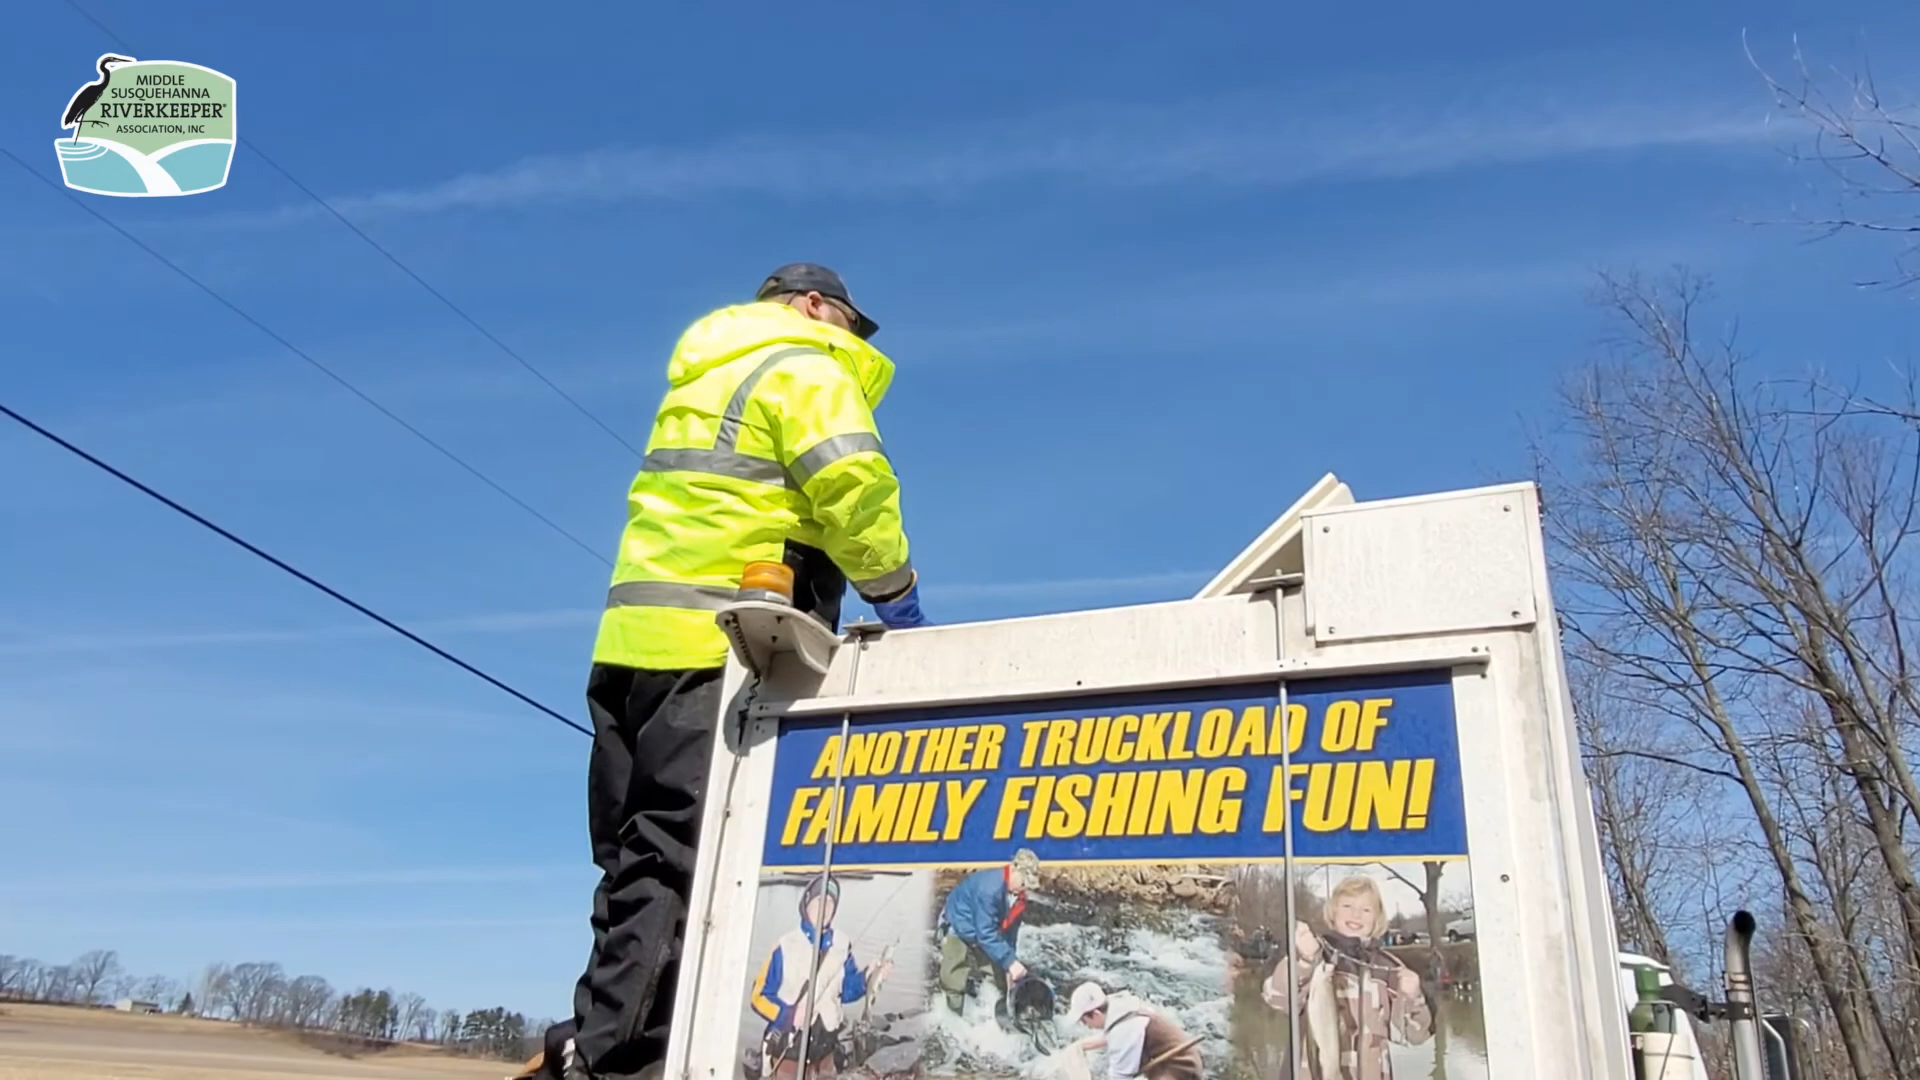 MIDDLE
SUSQUEHANNA
RIVERKEEPER®
ASSOCIATION, INC
ANOTHER TRUCKLOAD OF
FAMILY FISHING FUN!